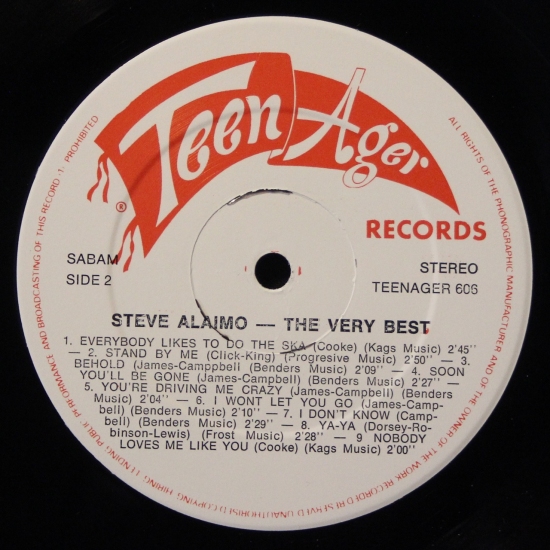 Teen Ager
®
RECORDS
SABAM
SIDE 2
STEREO
TEENAGER 606
STEVE ALAIMO — THE VERY BEST
1. EVERYBODY LIKES TO DO THE SKA (Cooke) (Kags Music) 2'45"
— 2. STAND BY ME (Click-King) (Progresive Music) 2'50" — 3.
BEHOLD (James-Campbell) (Benders Music) 2'09" — 4. SOON
YOU'LL BE GONE (James-Campbell) (Benders Music) 2'27" —
5. YOU'RE DRIVING ME CRAZY (James-Campbell) (Benders
Music) 2'04" — 6. I WONT LET YOU GO (James-Camp-
bell) (Benders Music) 2'10" — 7. I DON'T KNOW (Camp-
bell) (Benders Music) 2'29" — 8. YA-YA (Dorsey-Ro-
binson-Lewis) (Frost Music) 2'28" — 9 NOBODY
LOVES ME LIKE YOU (Cooke) (Kags Music) 2'00"
ALL RIGHTS OF THE PHONOGRAPHIC MANUFACTURER AND OF THE OWNER OF THE WORK RECORDED RESERVED. UNAUTHORISED COPYING, HIRING, LENDING, PUBLIC PERFORMANCE AND BROADCASTING OF THIS RECORD PROHIBITED